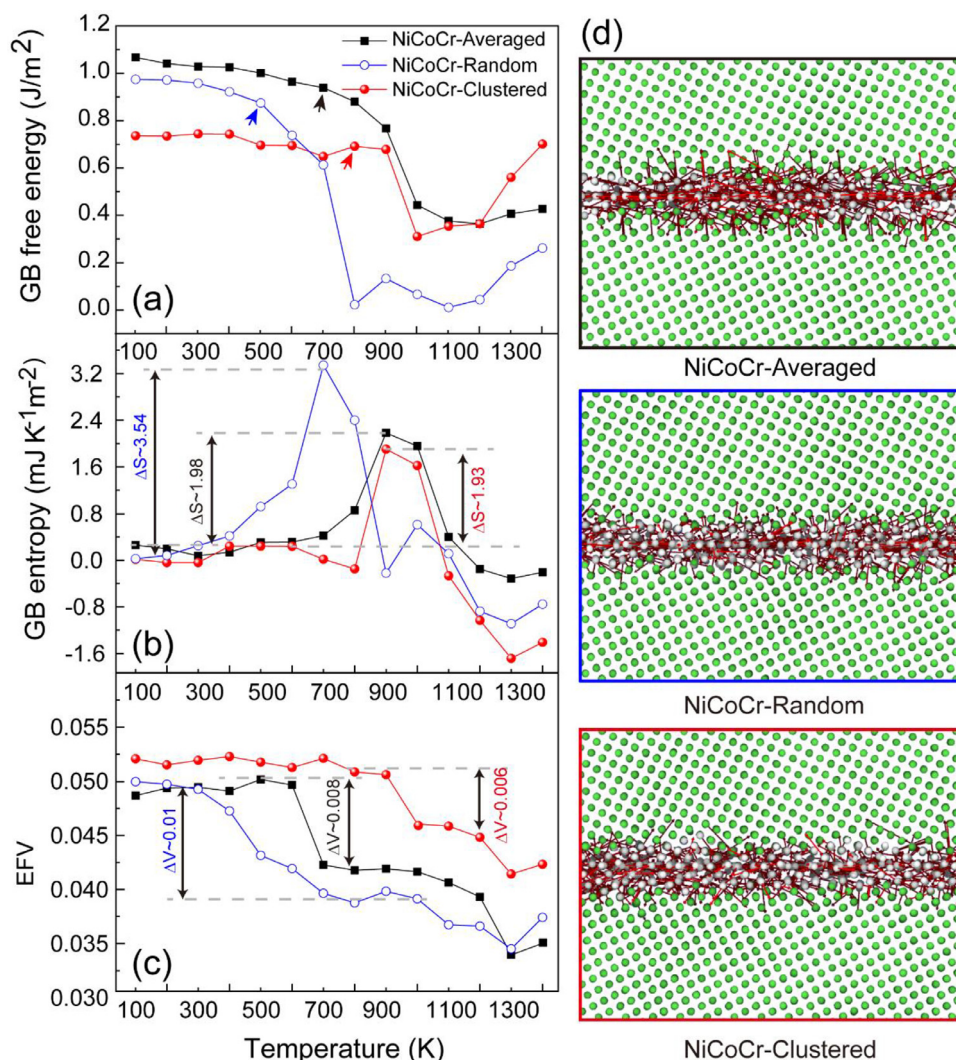 GB free energy (J/m²)
1.2
1.0
0.8
0.6
0.4
0.2
0.0
NiCoCr-Averaged
NiCoCr-Random
NiCoCr-Clustered
(a)
100 300 500 700 900 1100 1300
GB entropy (mJ K⁻¹m⁻²)
3.2
2.4
1.6
0.8
0.0
-0.8
-1.6
ΔS~3.54
ΔS~1.98
ΔS~1.93
(b)
100 300 500 700 900 1100 1300
EFV
0.055
0.050
0.045
0.040
0.035
0.030
ΔV~0.01
ΔV~0.008
ΔV~0.006
(c)
100 300 500 700 900 1100 1300
Temperature (K)
(d)
NiCoCr-Averaged
NiCoCr-Random
NiCoCr-Clustered